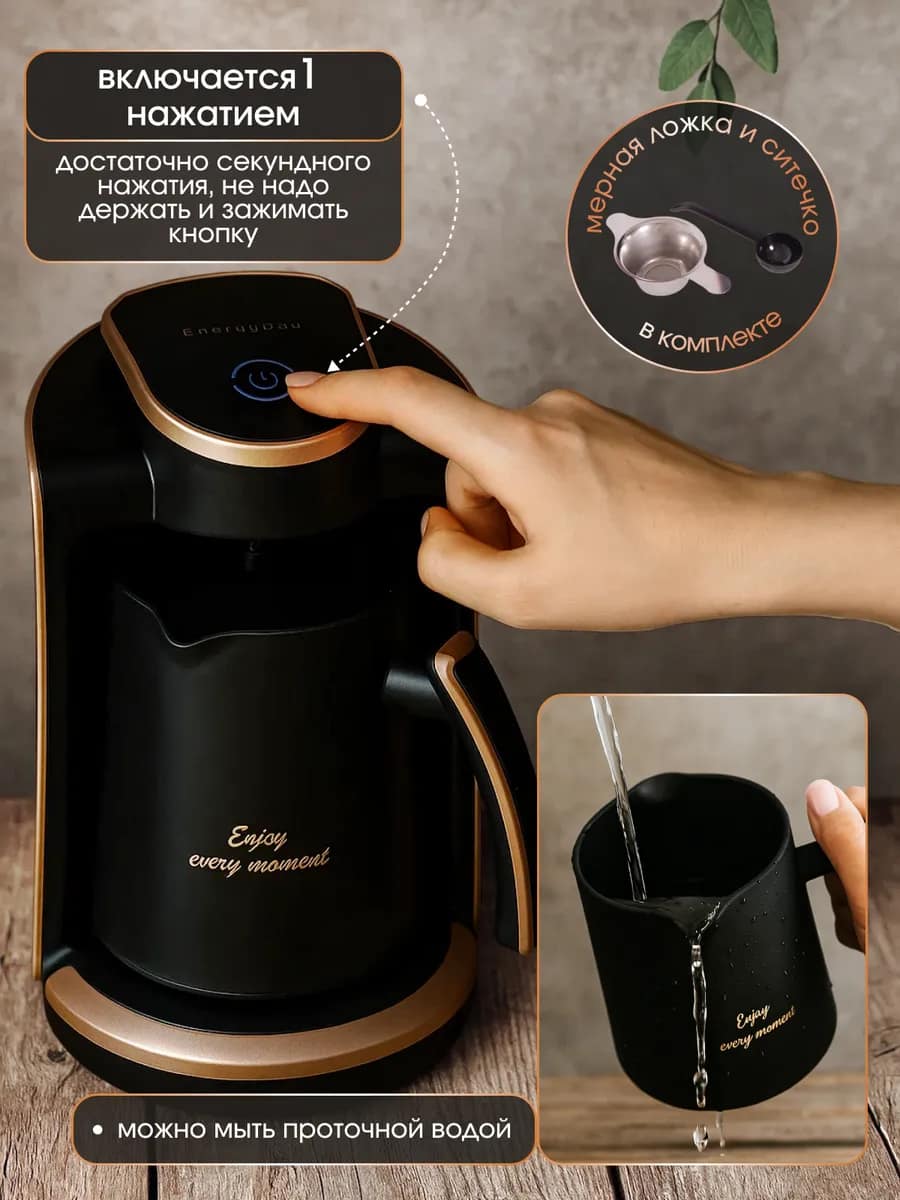 включается 1
нажатием
достаточно секундного
нажатия, не надо
держать и зажимать
кнопку
мерная ложка и ситечко
в комплекте
EnergyDay
Enjoy
every moment
Enjoy
every moment
• можно мыть проточной водой